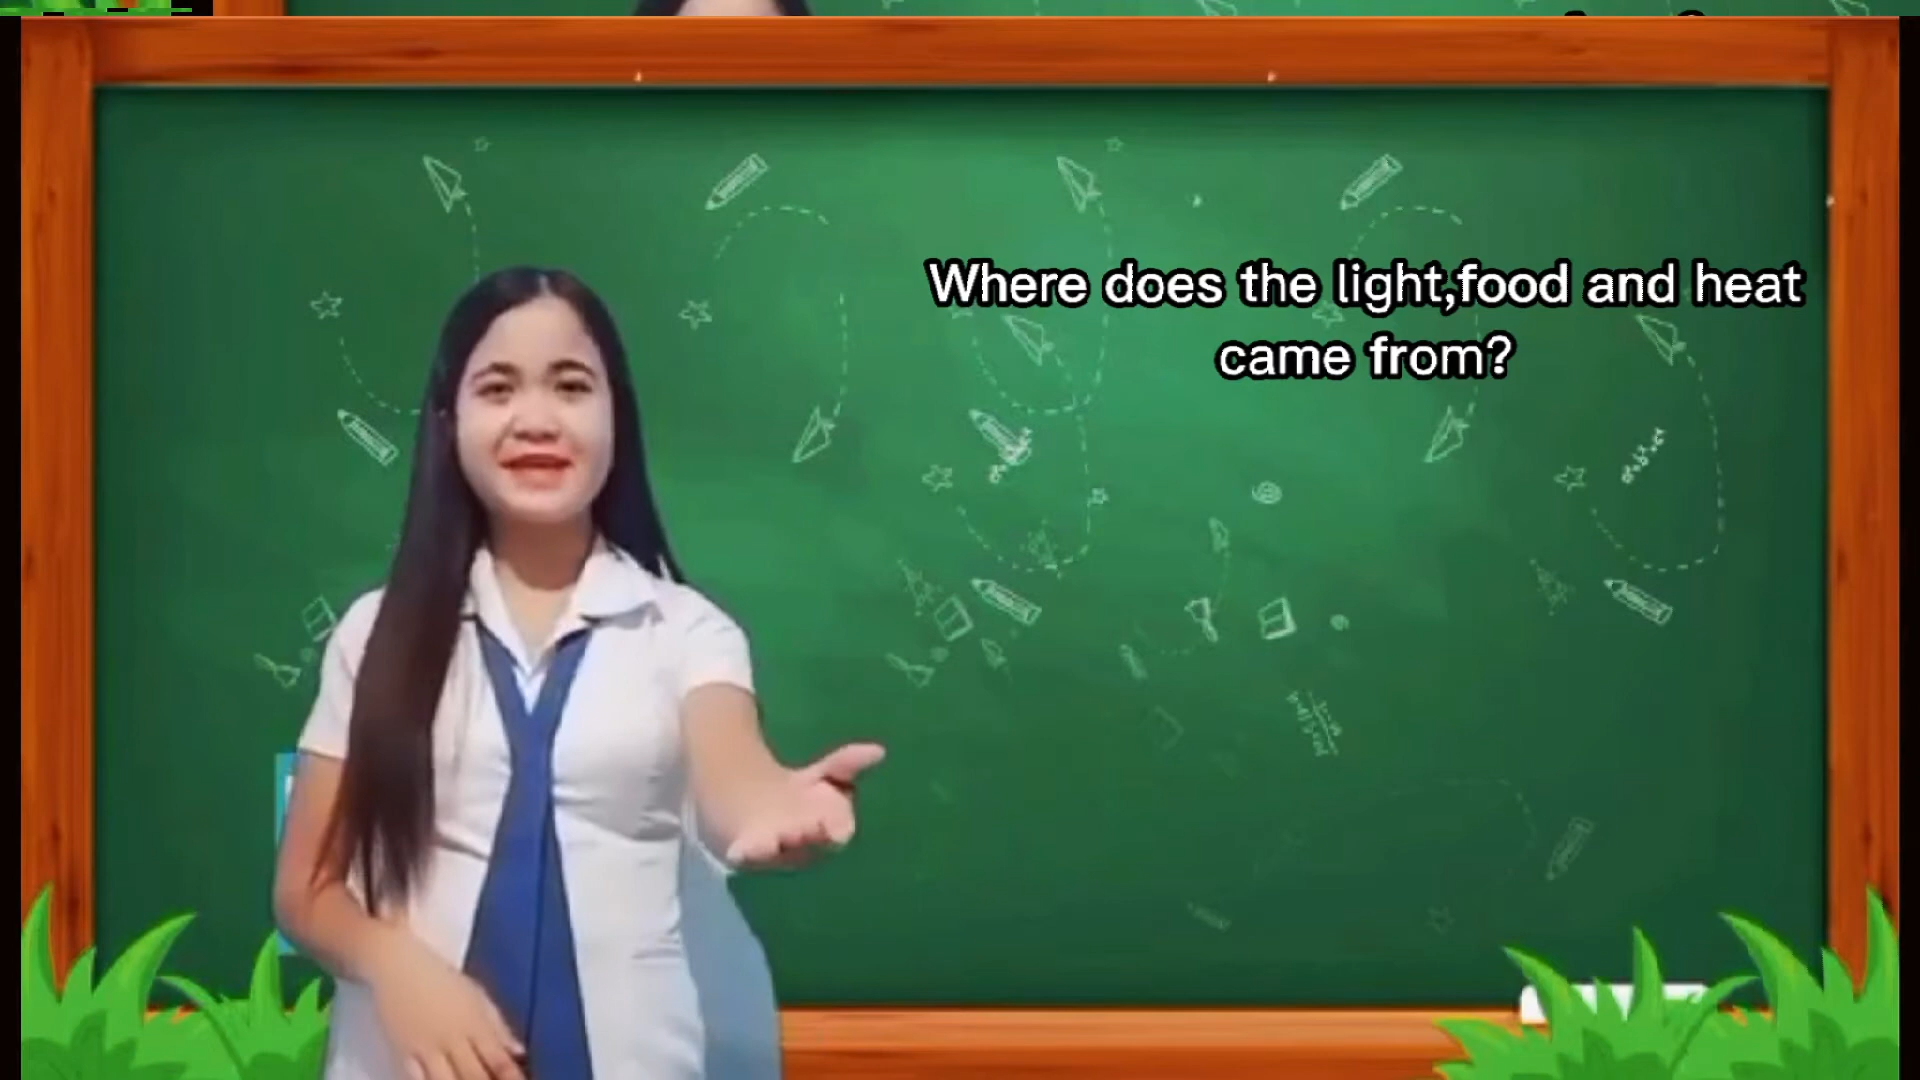 Where does the light,food and heat
came from?